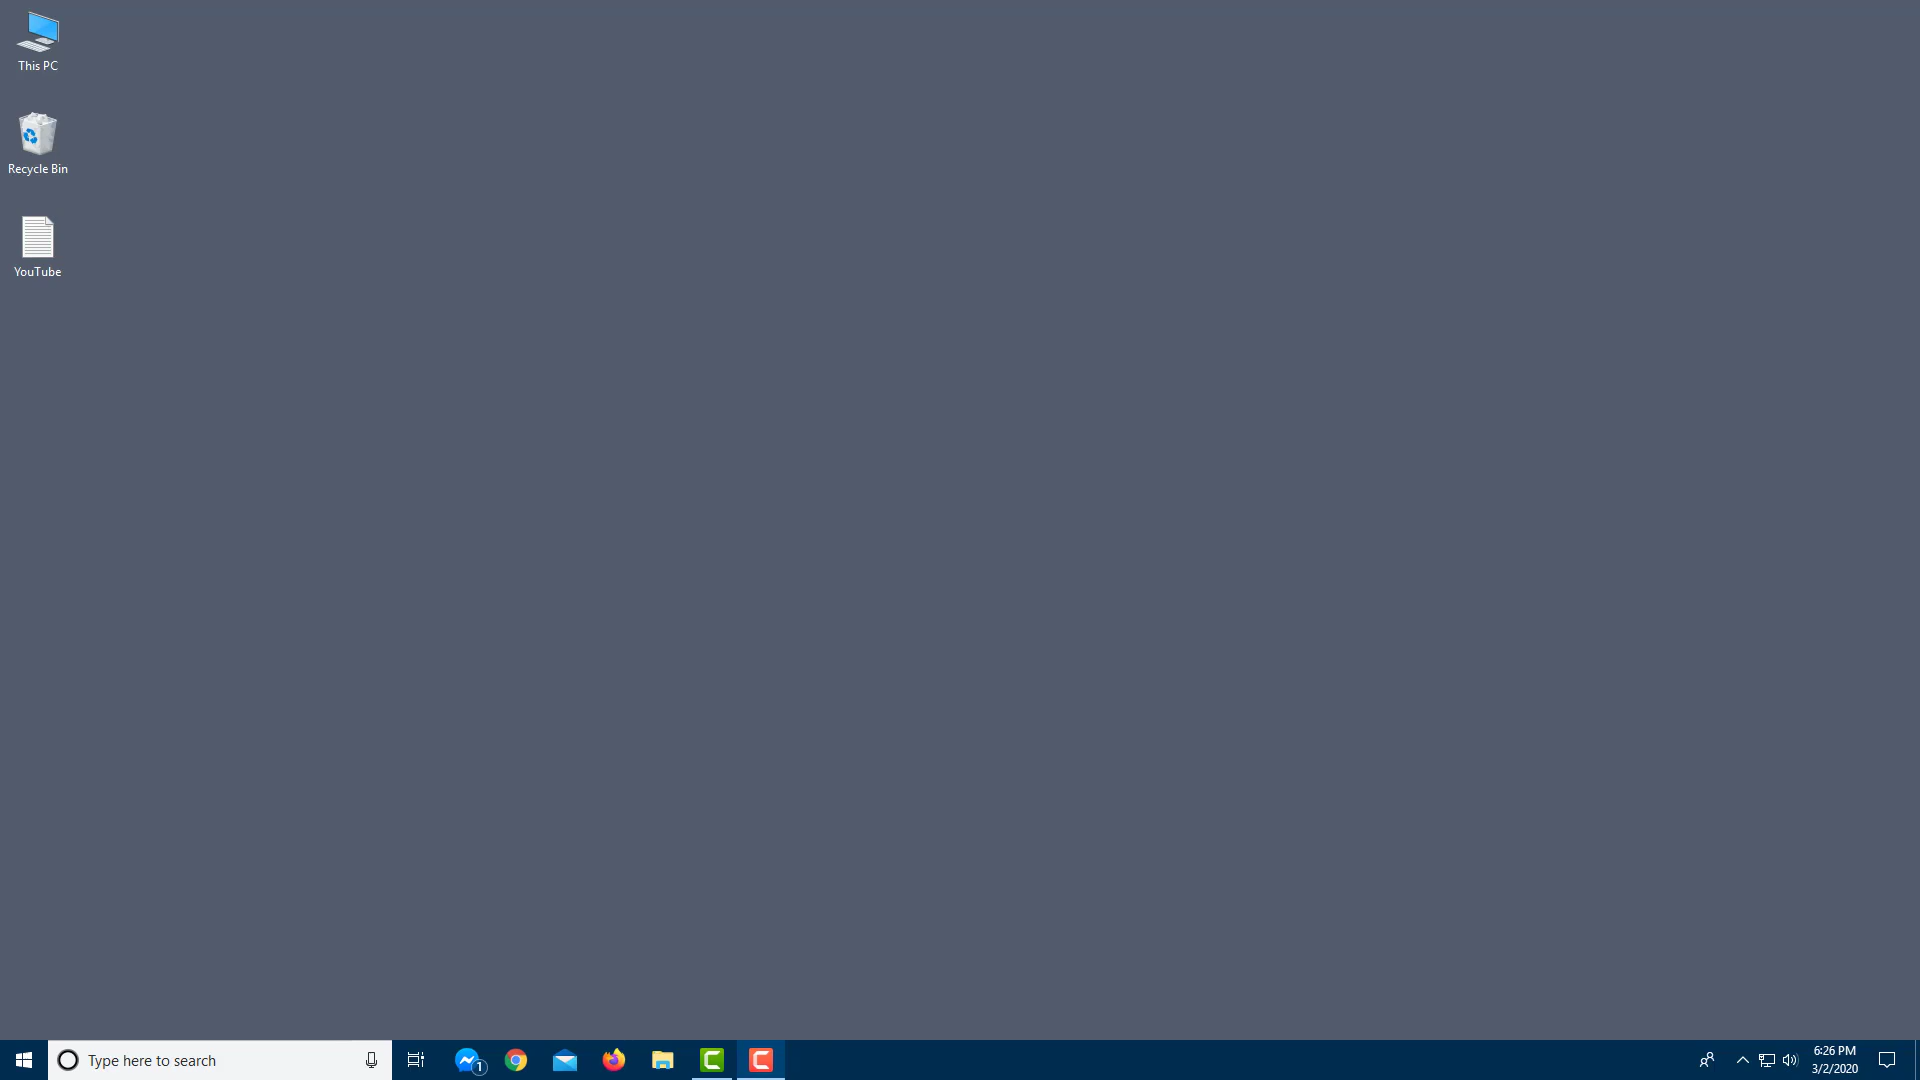 This PC
Recycle Bin
YouTube
Type here to search
1
6:26 PM
3/2/2020